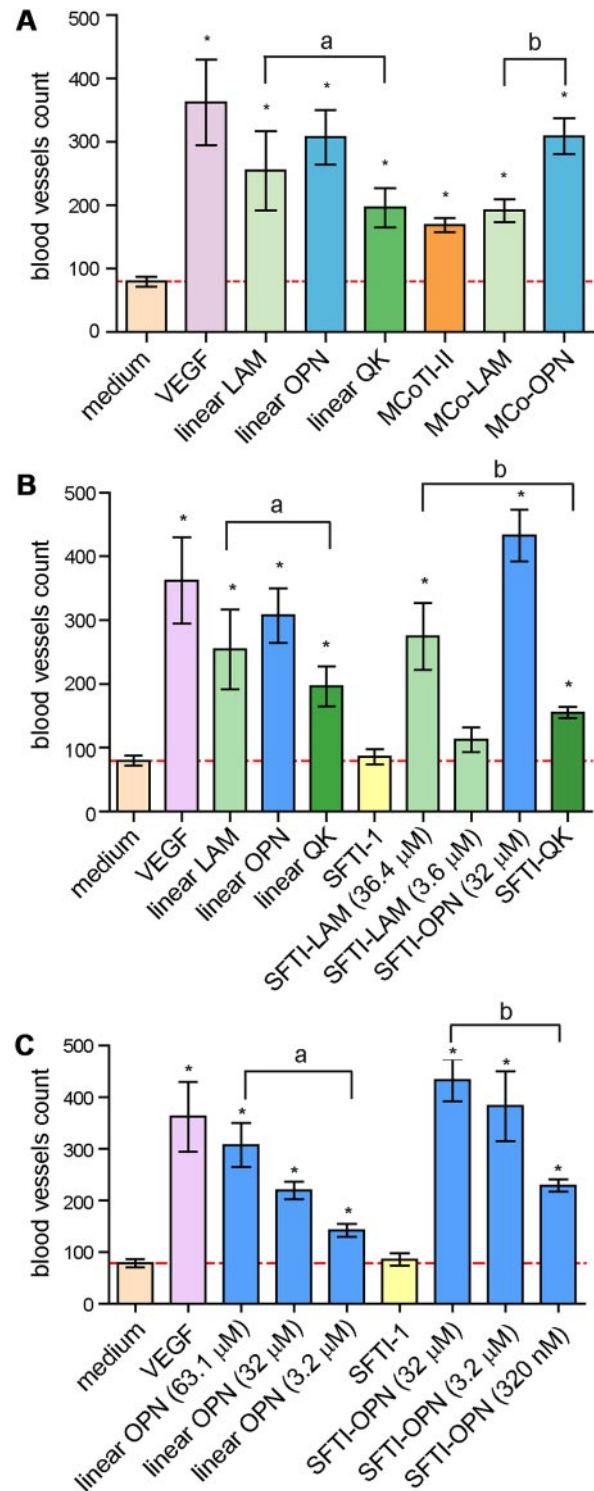 A
500
400
300
200
100
0
blood vessels count
*
*
*
*
*
*
*
a
b
medium
VEGF
linear LAM
linear OPN
linear QK
MCoTI-II
MCo-LAM
MCo-OPN
B
500
400
300
200
100
0
blood vessels count
*
*
*
*
*
*
*
a
b
medium
VEGF
linear LAM
linear OPN
linear QK
SFTI-1
SFTI-LAM (36.4 μM)
SFTI-LAM (3.6 μM)
SFTI-OPN (32 μM)
SFTI-QK
C
500
400
300
200
100
0
blood vessels count
*
*
*
*
*
*
*
a
b
medium
VEGF
linear OPN (63.1 μM)
linear OPN (32 μM)
linear OPN (3.2 μM)
SFTI-1
SFTI-OPN (32 μM)
SFTI-OPN (3.2 μM)
SFTI-OPN (320 nM)